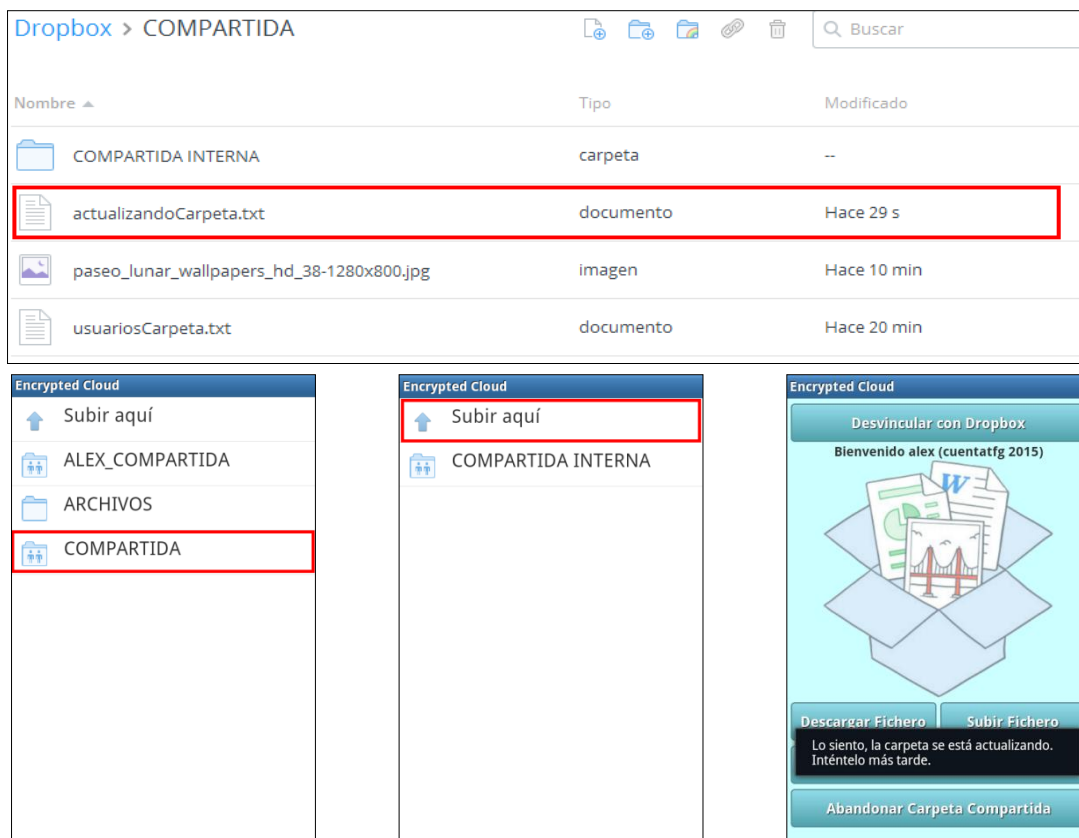 Dropbox > COMPARTIDA
Buscar
Nombre Tipo Modificado
COMPARTIDA INTERNA carpeta --
actualizandoCarpeta.txt documento Hace 29 s
paseo_lunar_wallpapers_hd_38-1280x800.jpg imagen Hace 10 min
usuariosCarpeta.txt documento Hace 20 min
Encrypted Cloud
Subir aquí
ALEX_COMPARTIDA
ARCHIVOS
COMPARTIDA
Encrypted Cloud
Subir aquí
COMPARTIDA INTERNA
Encrypted Cloud
Desvincular con Dropbox
Bienvenido alex (cuentatfg 2015)
W
Descargar Fichero Subir Fichero
Lo siento, la carpeta se está actualizando.
Inténtelo más tarde.
Abandonar Carpeta Compartida